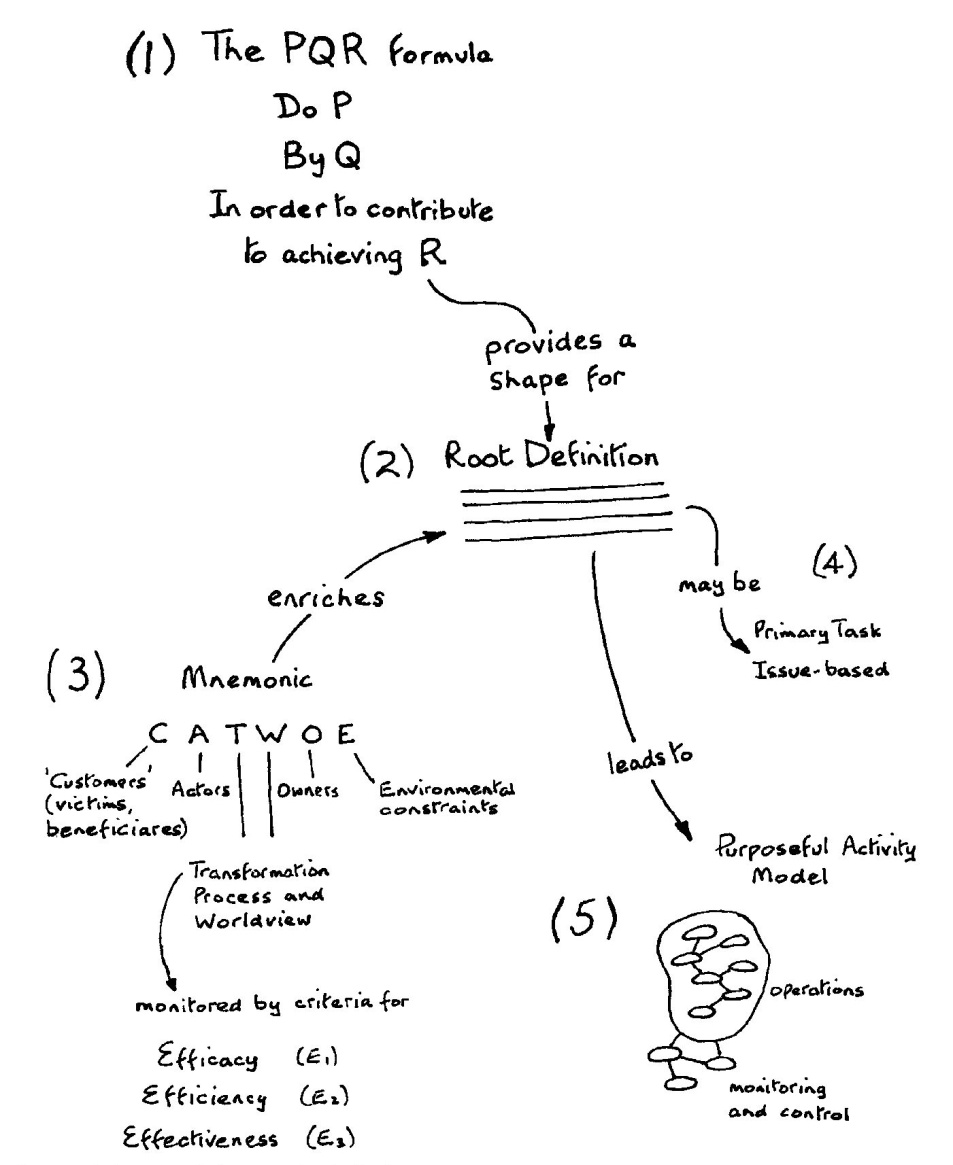 (1) The PQR formula
Do P
By Q
In order to contribute
to achieving R
provides a
shape for
(2) Root Definition
enriches
may be
(4)
Primary Task
Issue-based
(3)
Mnemonic
C A T W O E
'Customers'
(victims,
beneficiares)
Actors
Owners
Environmental
constraints
leads to
Transformation
Process and
Worldview
Purposeful Activity
Model
(5)
operations
monitored by criteria for
Efficacy (E₁)
Efficiency (E₂)
Effectiveness (E₃)
monitoring
and control